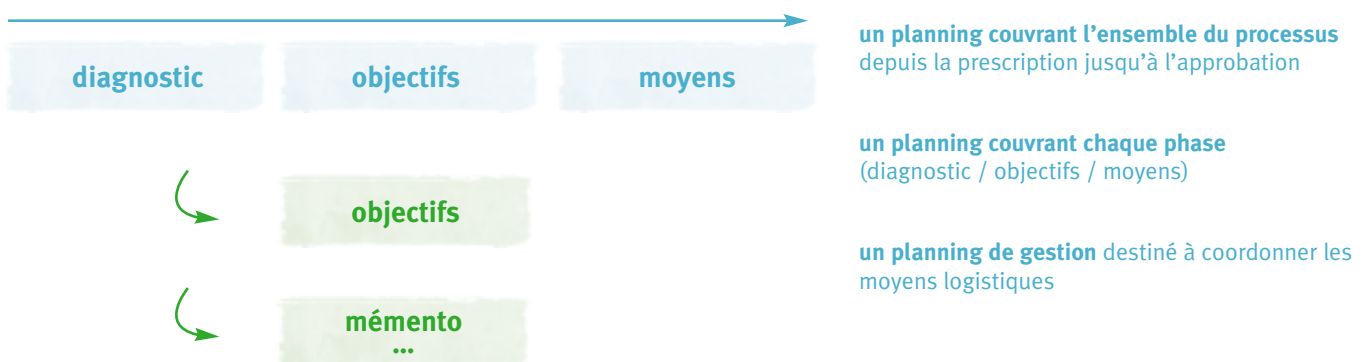 diagnostic
objectifs
moyens
un planning couvrant l’ensemble du processus
depuis la prescription jusqu’à l’approbation
un planning couvrant chaque phase
(diagnostic / objectifs / moyens)
objectifs
un planning de gestion destiné à coordonner les
moyens logistiques
mémento
...